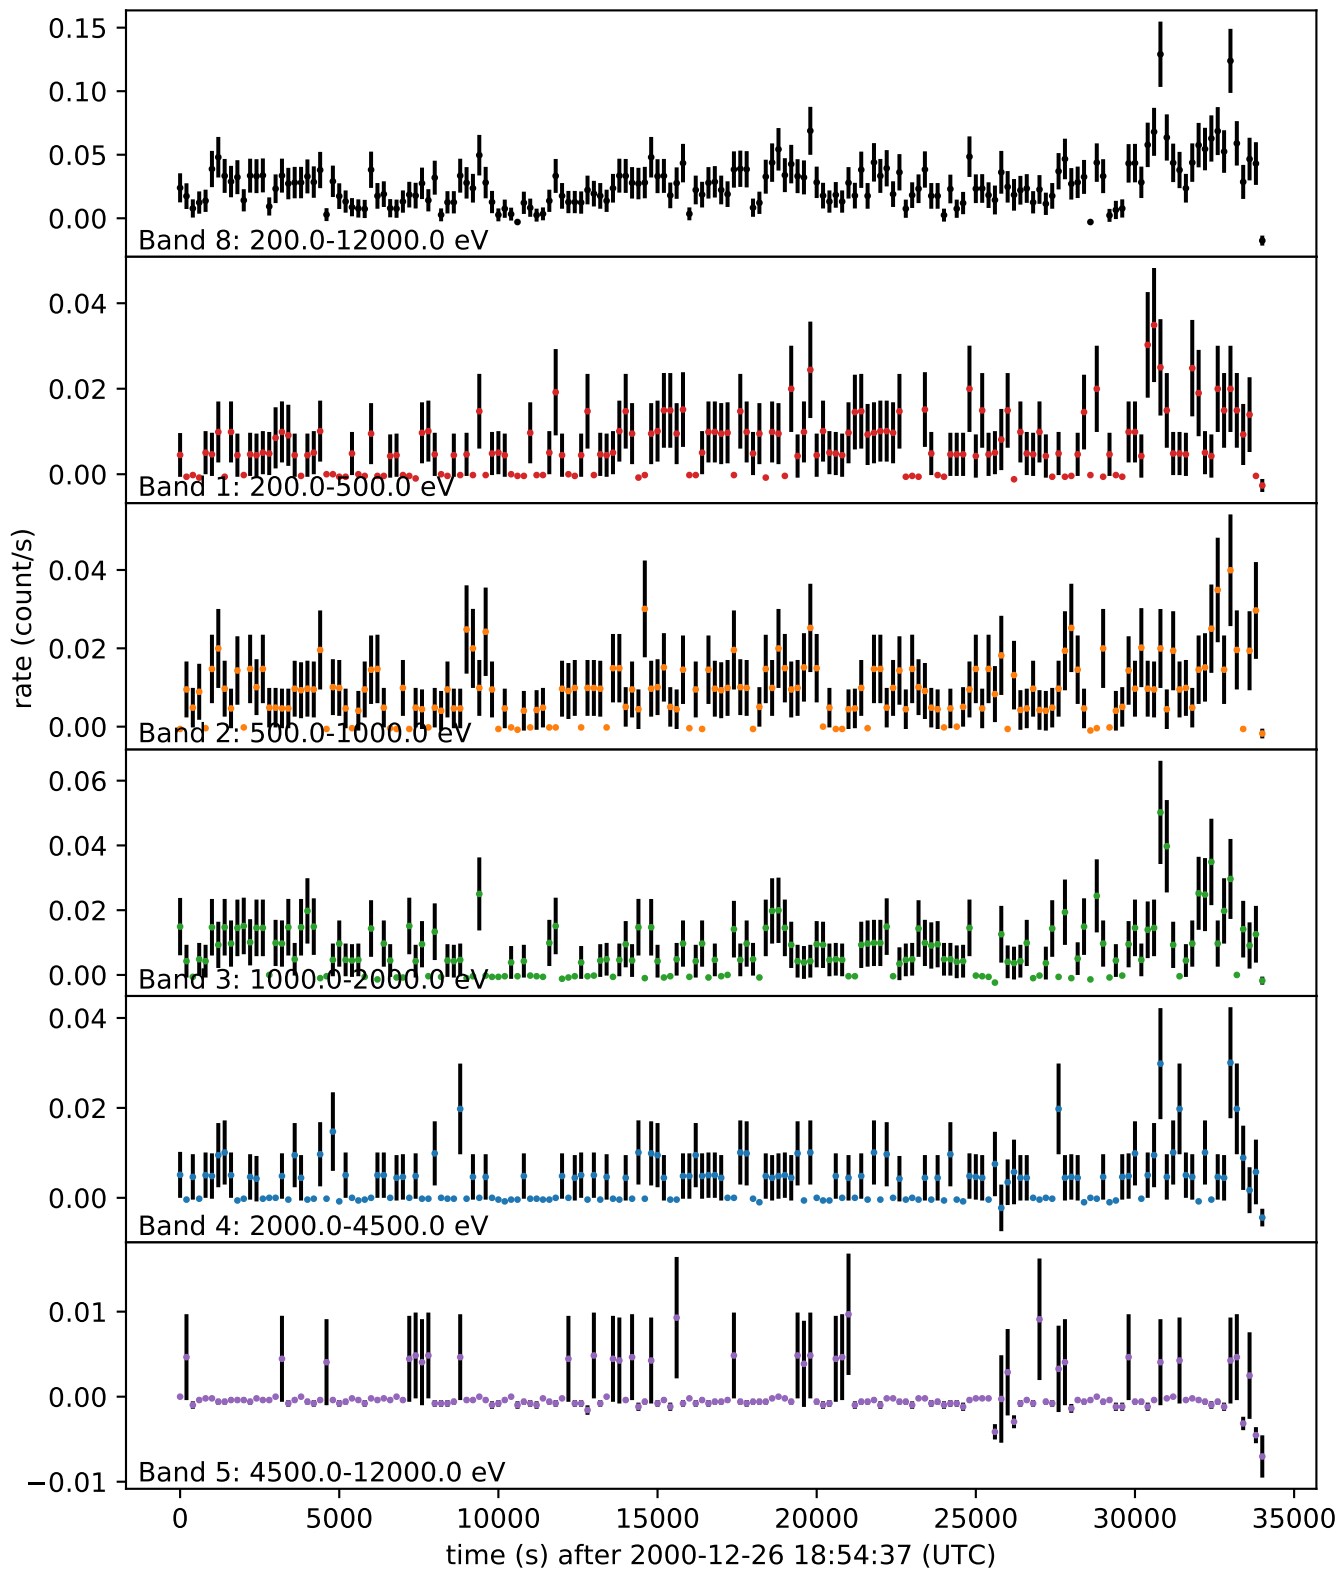 0.15
0.10
0.05
0.00
Band 8: 200.0-12000.0 eV
0.04
0.02
0.00
Band 1: 200.0-500.0 eV
rate (count/s)
0.04
0.02
0.00
Band 2: 500.0-1000.0 eV
0.06
0.04
0.02
0.00
Band 3: 1000.0-2000.0 eV
0.04
0.02
0.00
Band 4: 2000.0-4500.0 eV
0.01
0.00
−0.01
Band 5: 4500.0-12000.0 eV
0 5000 10000 15000 20000 25000 30000 35000
time (s) after 2000-12-26 18:54:37 (UTC)